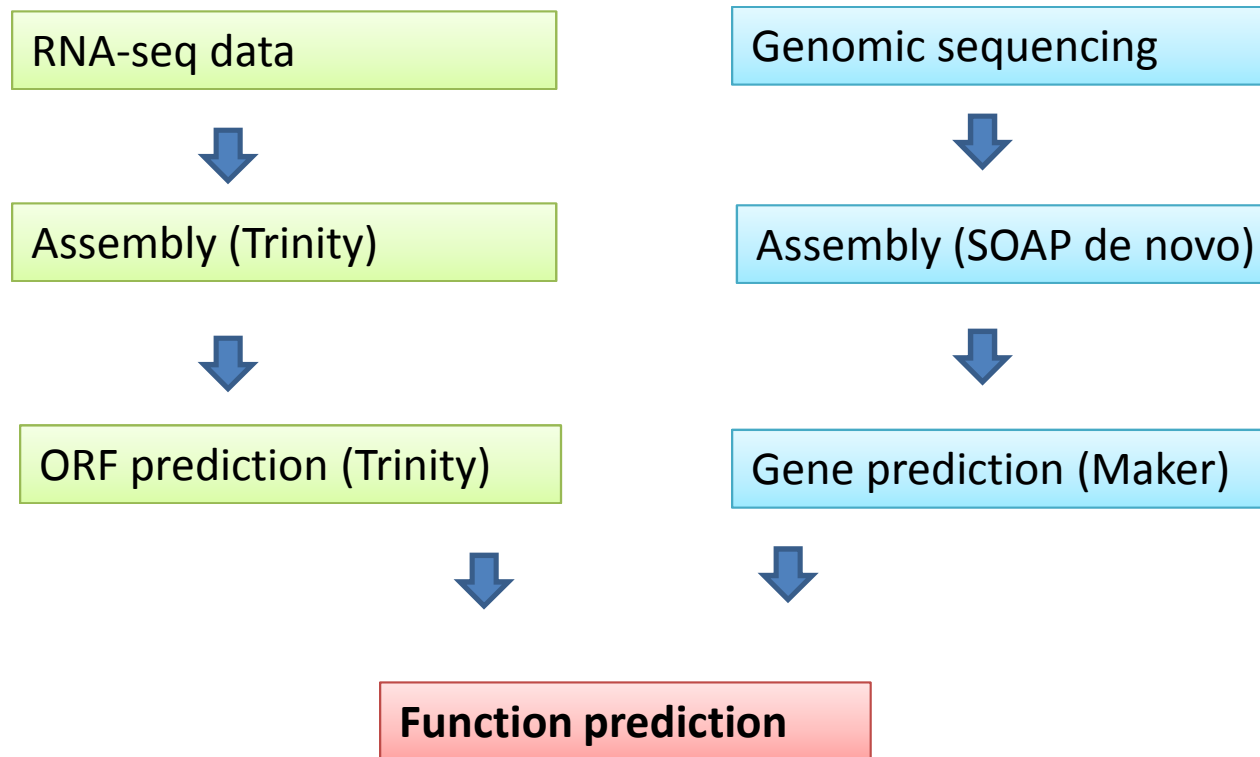 RNA-seq data
Genomic sequencing
Assembly (Trinity)
Assembly (SOAP de novo)
ORF prediction (Trinity)
Gene prediction (Maker)
Function prediction